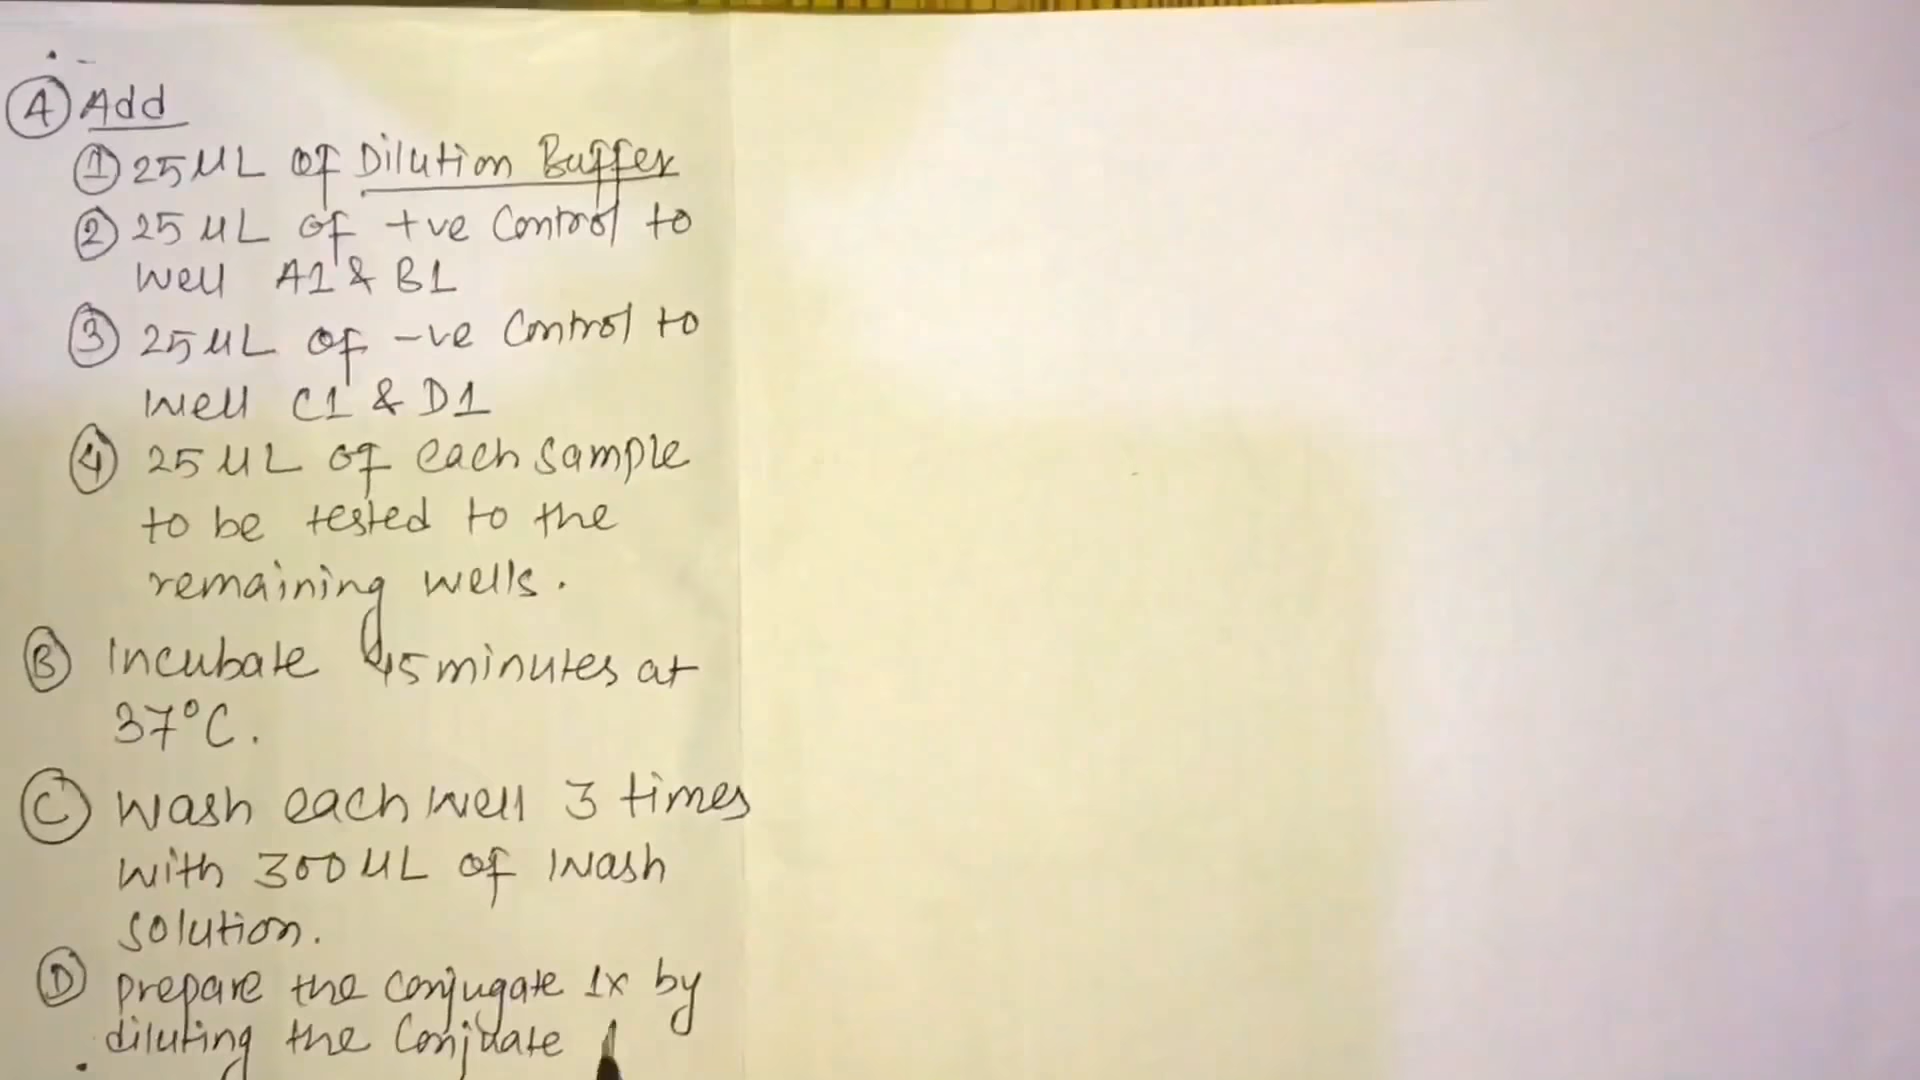 A Add
1 25 µL of Dilution Buffer
2 25 µL of +ve Control to
Well A1 & B1
3 25 µL of -ve Control to
Well C1 & D1
4 25 µL of each sample
to be tested to the
remaining wells.
B Incubate 45 minutes at
37°C.
C Wash each Well 3 times
with 300 µL of Wash
solution.
D prepare the conjugate 1x by
diluting the Conjuate